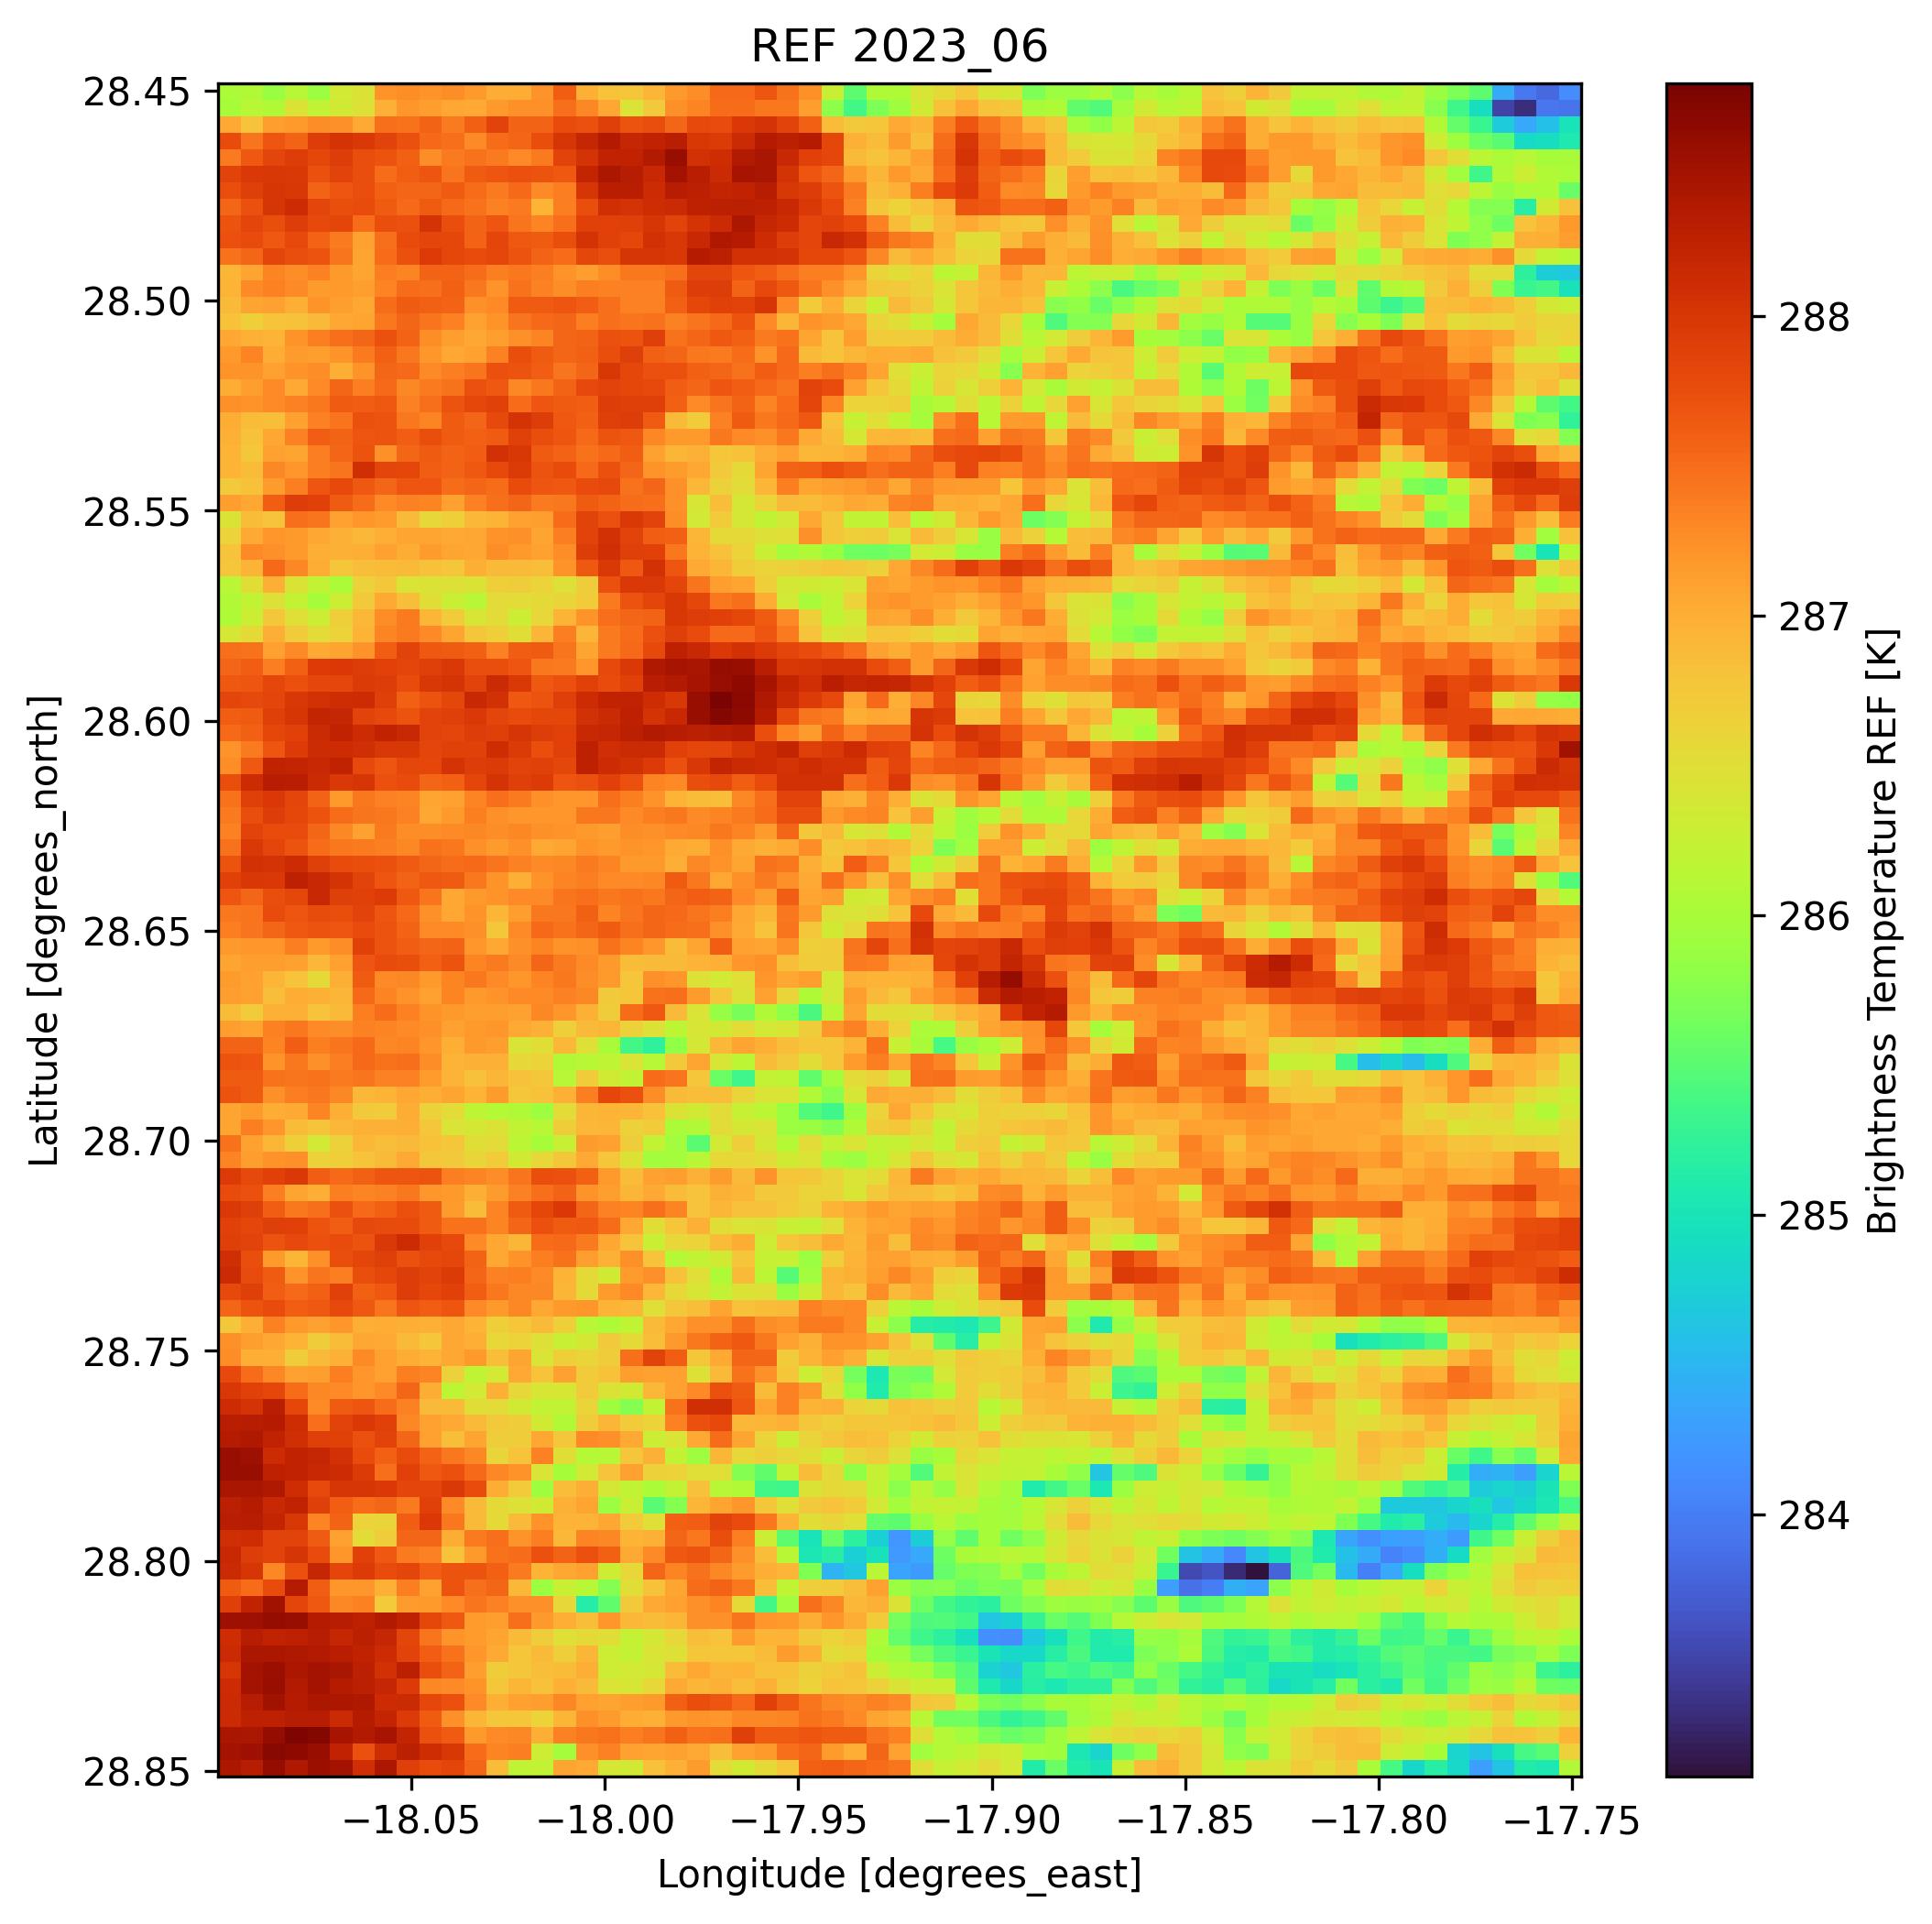 REF 2023_06
28.45
28.50
28.55
28.60
28.65
28.70
28.75
28.80
28.85
Latitude [degrees_north]
−18.05 −18.00 −17.95 −17.90 −17.85 −17.80 −17.75
Longitude [degrees_east]
288
287
286
285
284
Brightness Temperature REF [K]